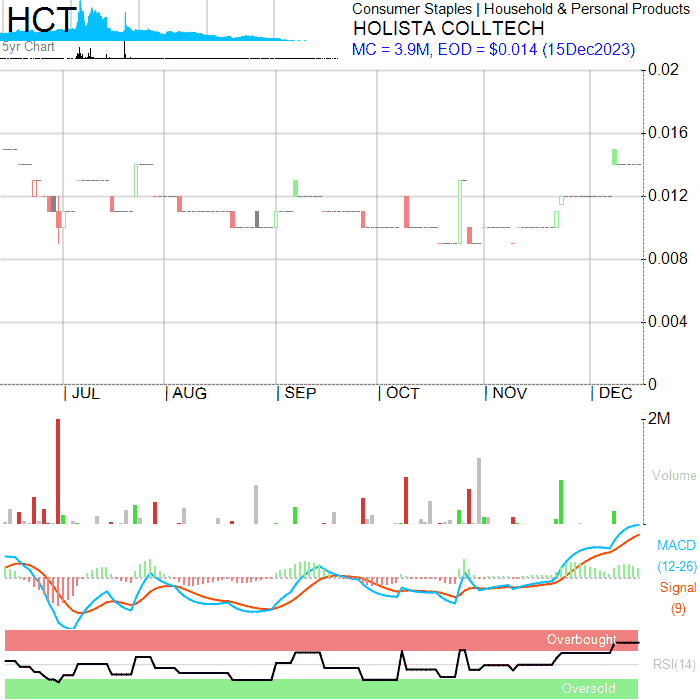 HCT
5yr Chart
Consumer Staples | Household & Personal Products
HOLISTA COLLTECH
MC = 3.9M, EOD = $0.014 (15Dec2023)
0.02
0.016
0.012
0.008
0.004
0
JUL
AUG
SEP
OCT
NOV
DEC
2M
Volume
MACD
(12-26)
Signal
(9)
Overbought
RSI(14)
Oversold